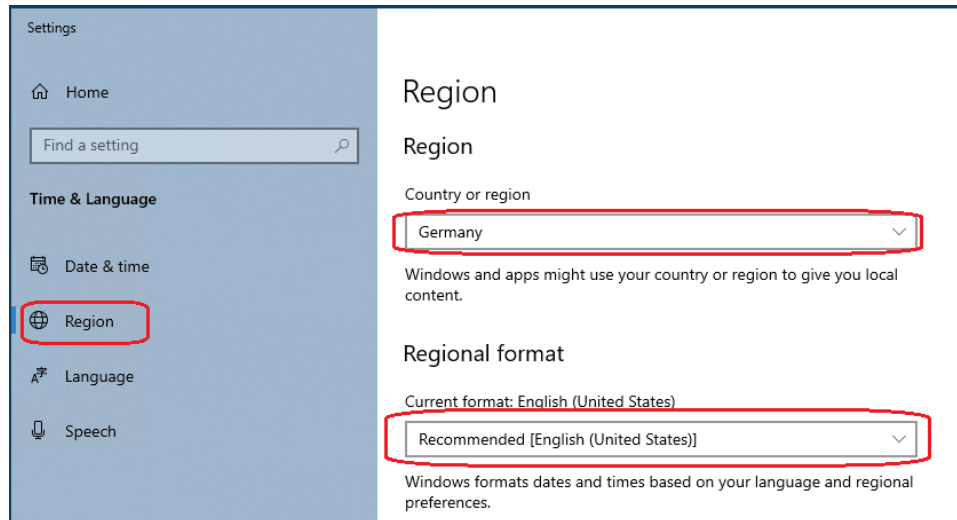 Settings
Home
Find a setting
Time & Language
Date & time
Region
Language
Speech
Region
Region
Country or region
Germany
Windows and apps might use your country or region to give you local
content.
Regional format
Current format: English (United States)
Recommended [English (United States)]
Windows formats dates and times based on your language and regional
preferences.